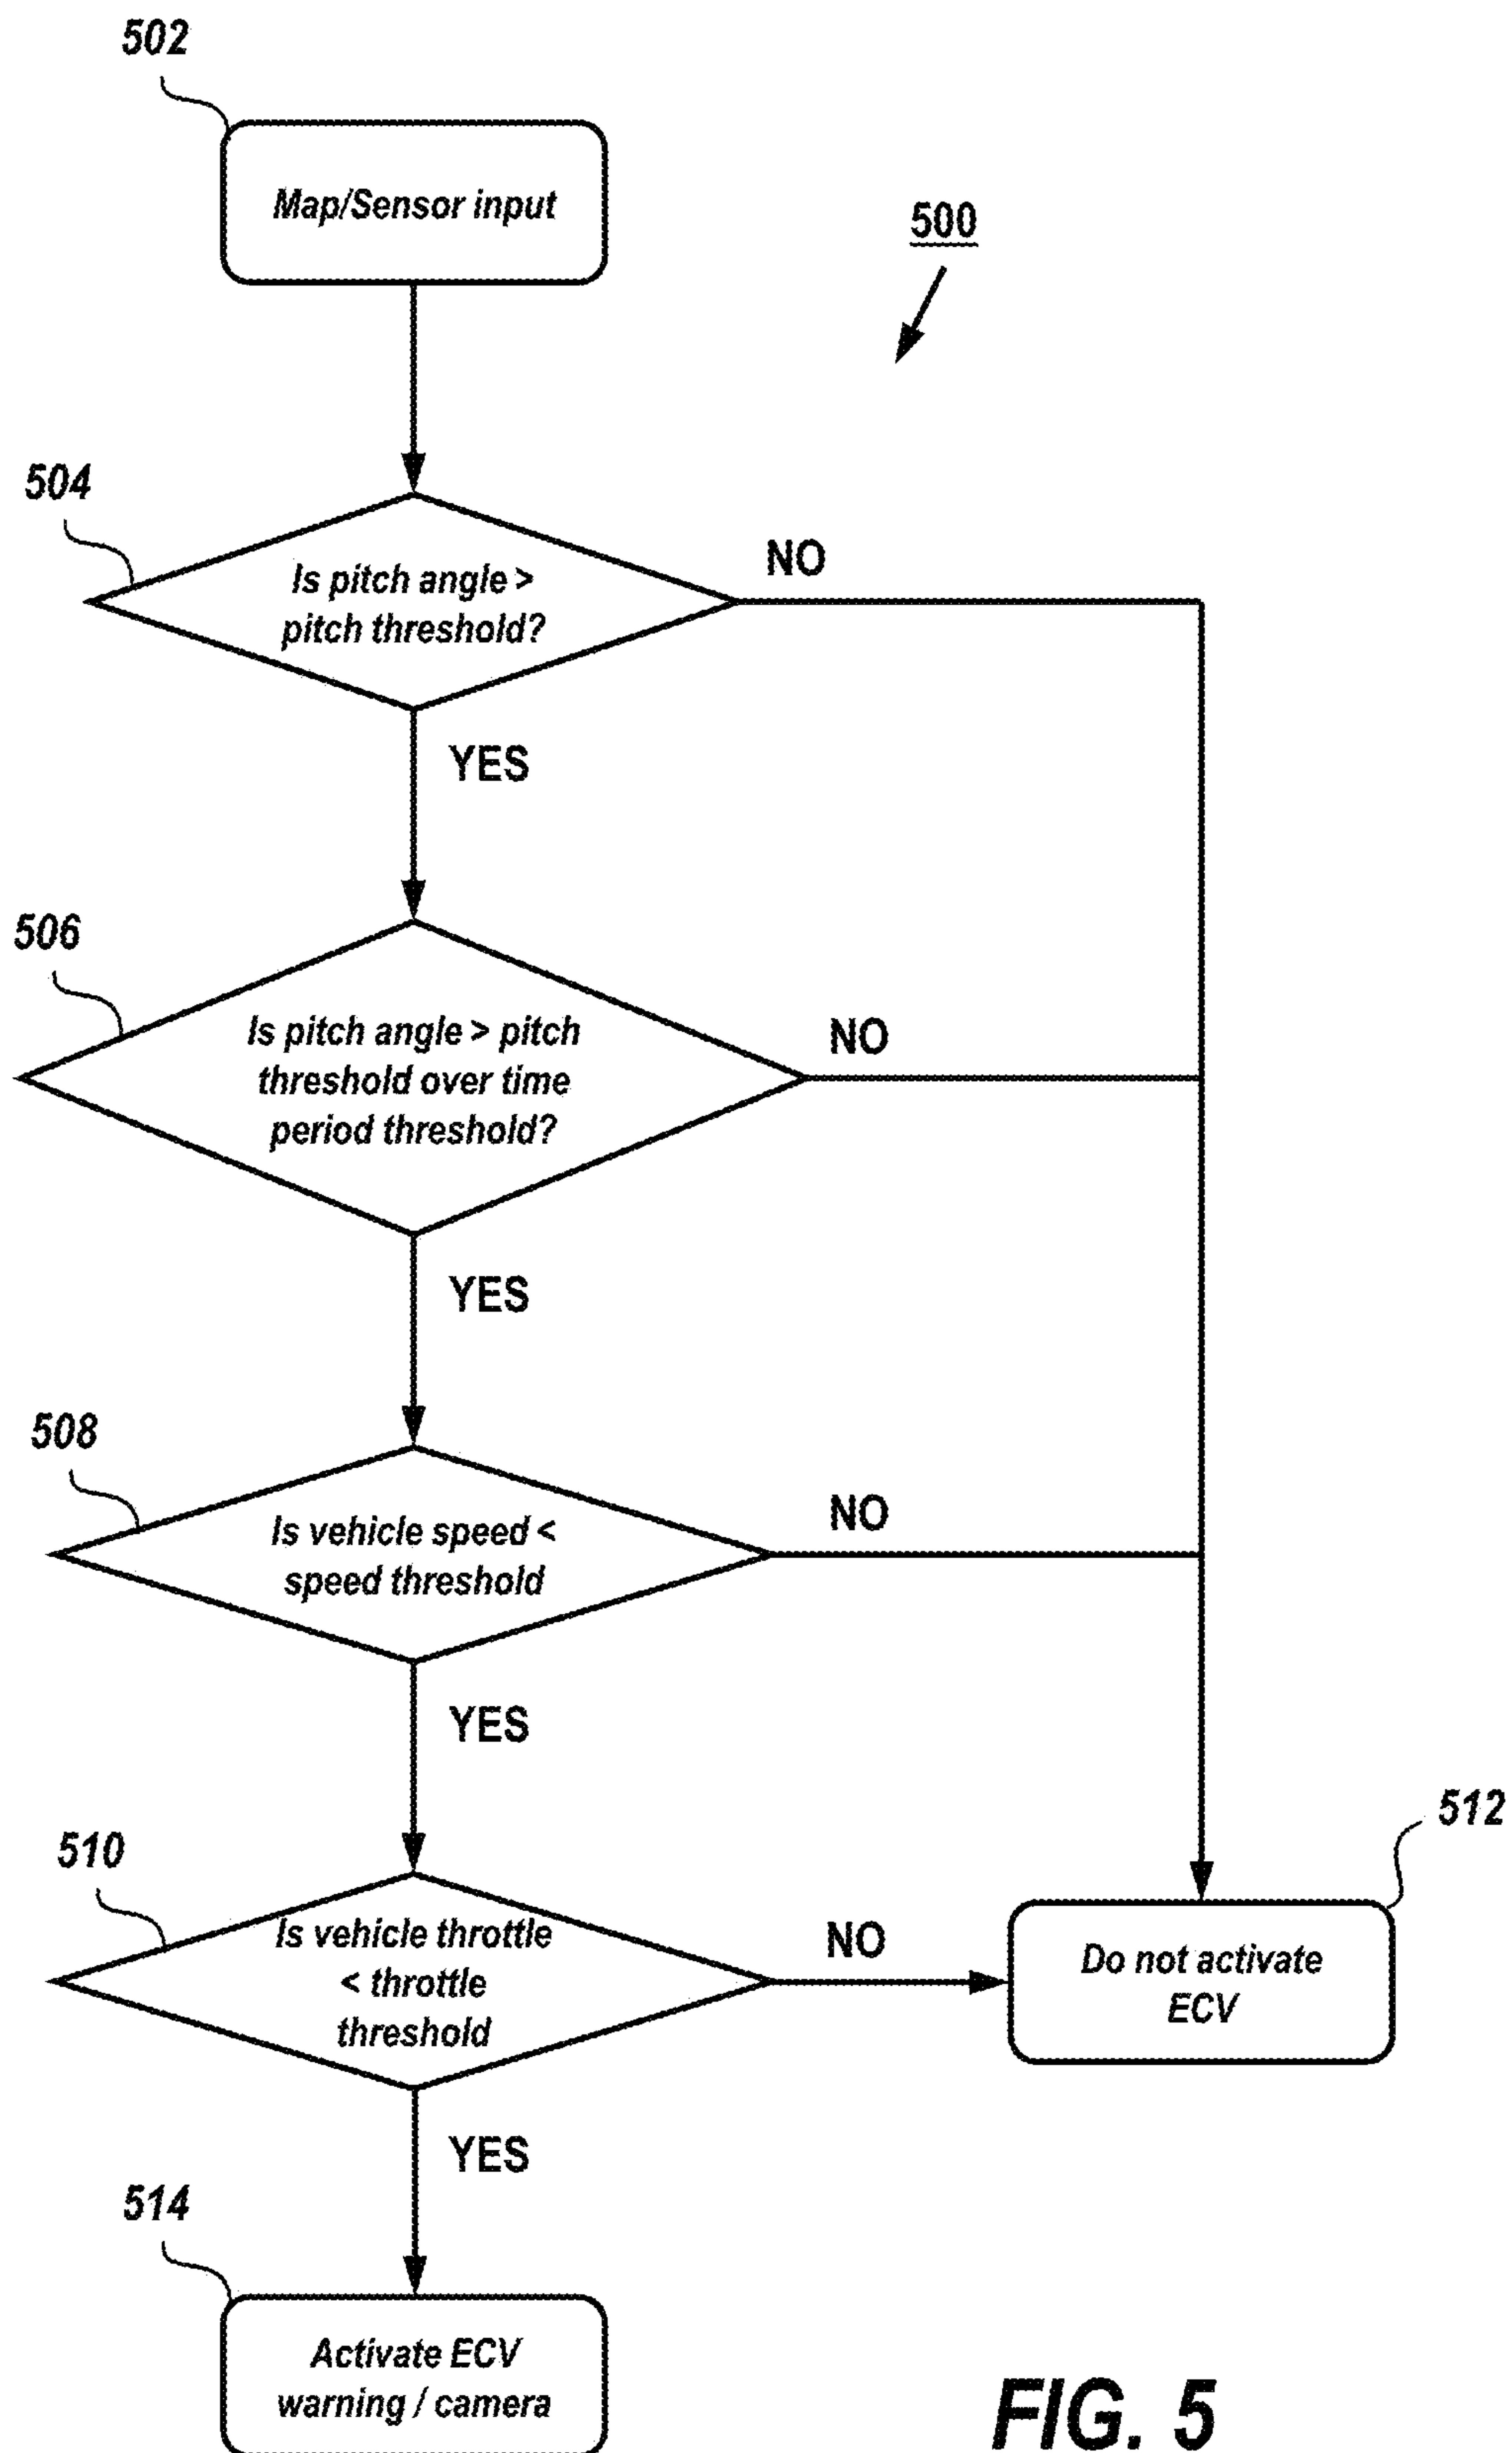 502
Map/Sensor input
500
504
Is pitch angle >
pitch threshold?
NO
YES
506
Is pitch angle > pitch
threshold over time
period threshold?
NO
YES
508
Is vehicle speed <
speed threshold
NO
YES
510
Is vehicle throttle
< throttle
threshold
NO
512
Do not activate
ECV
YES
514
Activate ECV
warning / camera
FIG. 5